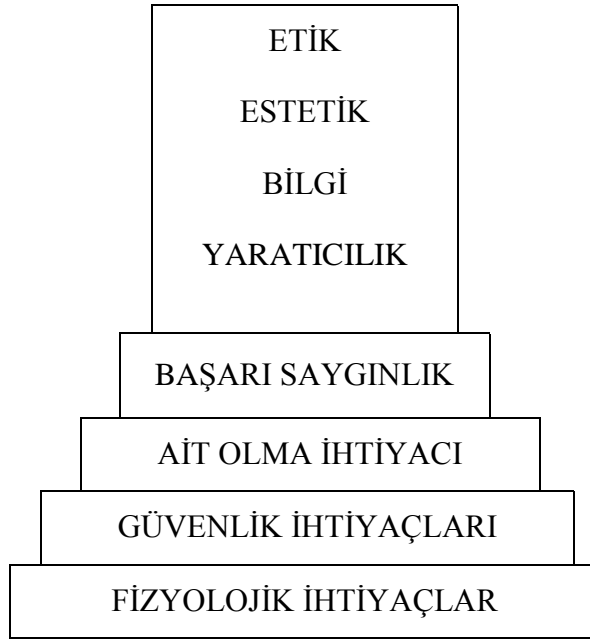 ETİK
ESTETİK
BİLGİ
YARATICILIK
BAŞARI SAYGINLIK
AİT OLMA İHTİYACI
GÜVENLİK İHTİYAÇLARI
FİZYOLOJİK İHTİYAÇLAR